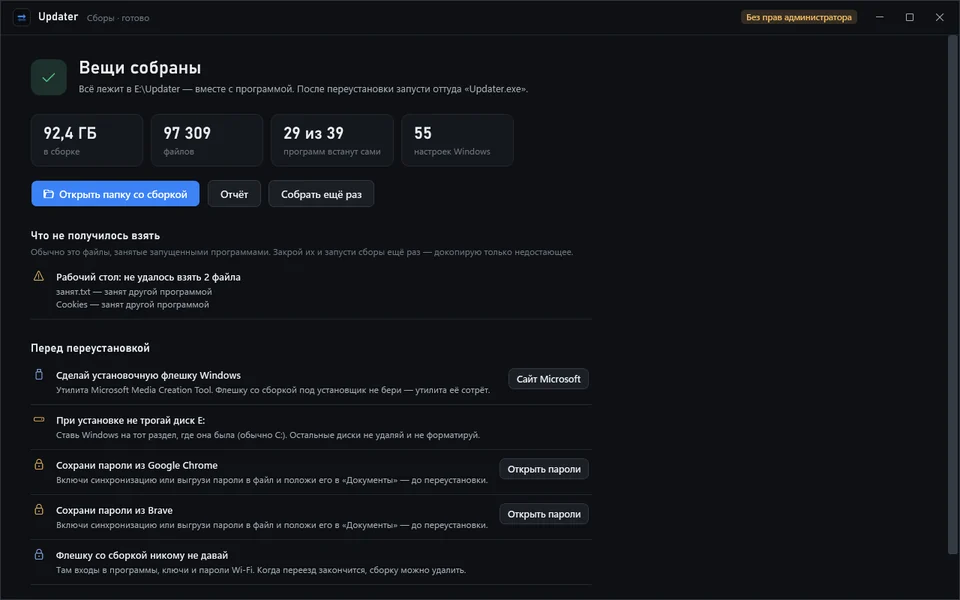 Updater Сборы · готово
Без прав администратора
Вещи собраны
Всё лежит в E:\Updater — вместе с программой. После переустановки запусти оттуда «Updater.exe».
92,4 ГБ
в сборке
97 309
файлов
29 из 39
программ встанут сами
55
настроек Windows
Открыть папку со сборкой
Отчёт
Собрать ещё раз
Что не получилось взять
Обычно это файлы, занятые запущенными программами. Закрой их и запусти сборы ещё раз — докопирую только недостающее.
Рабочий стол: не удалось взять 2 файла
занят.txt — занят другой программой
Cookies — занят другой программой
Перед переустановкой
Сделай установочную флешку Windows
Утилита Microsoft Media Creation Tool. Флешку со сборкой под установщик не бери — утилита её сотрёт.
Сайт Microsoft
При установке не трогай диск E:
Ставь Windows на тот раздел, где она была (обычно C:). Остальные диски не удаляй и не форматируй.
Сохрани пароли из Google Chrome
Включи синхронизацию или выгрузи пароли в файл и положи его в «Документы» — до переустановки.
Открыть пароли
Сохрани пароли из Brave
Включи синхронизацию или выгрузи пароли в файл и положи его в «Документы» — до переустановки.
Открыть пароли
Флешку со сборкой никому не давай
Там входы в программы, ключи и пароли Wi-Fi. Когда переезд закончится, сборку можно удалить.